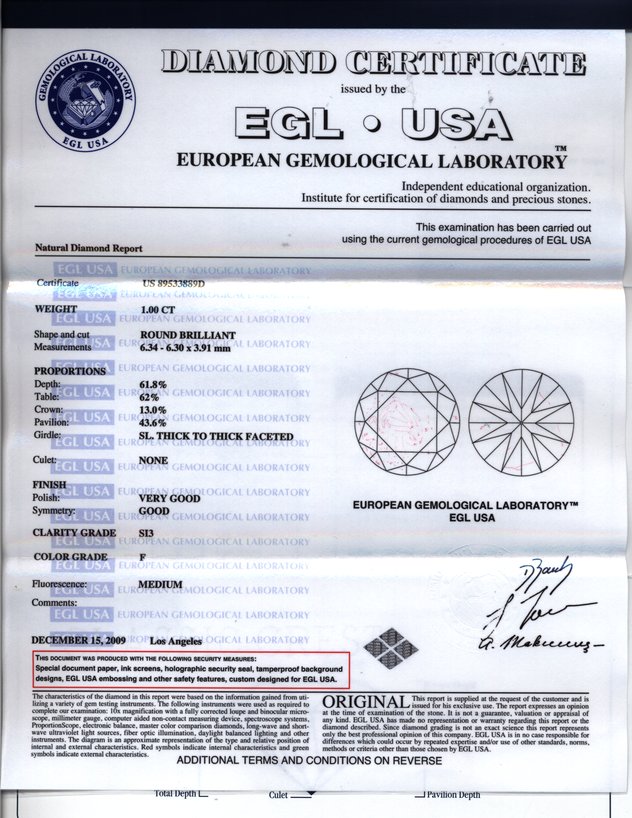 GEMOLOGICAL LABORATORY
EGL USA
DIAMOND CERTIFICATE
issued by the
EGL • USA
EUROPEAN GEMOLOGICAL LABORATORY™
Independent educational organization.
Institute for certification of diamonds and precious stones.
This examination has been carried out
using the current gemological procedures of EGL USA
Natural Diamond Report
EGL USA EUROPEAN GEMOLOGICAL LABORATORY
Certificate US 89533889D
WEIGHT 1.00 CT
Shape and cut ROUND BRILLIANT
Measurements 6.34 - 6.30 x 3.91 mm
PROPORTIONS
Depth: 61.8%
Table: 62%
Crown: 13.0%
Pavilion: 43.6%
Girdle: SL. THICK TO THICK FACETED
Culet: NONE
FINISH
Polish: VERY GOOD
Symmetry: GOOD
CLARITY GRADE SI3
COLOR GRADE F
Fluorescence: MEDIUM
Comments:
EUROPEAN GEMOLOGICAL LABORATORY™
EGL USA
DECEMBER 15, 2009 Los Angeles
THIS DOCUMENT WAS PRODUCED WITH THE FOLLOWING SECURITY MEASURES:
Special document paper, ink screens, holographic security seal, tamperproof background
designs, EGL USA embossing and other safety features, custom designed for EGL USA.
The characteristics of the diamond in this report were based on the information gained from uti-
lizing a variety of gem testing instruments. The following instruments were used as required to
complete our examination: 10x magnification with a fully corrected loupe and binocular micro-
scope, millimeter gauge, computer aided non-contact measuring device, spectroscope systems,
ProportionScope, electronic balance, master color comparison diamonds, long-wave and short-
wave ultraviolet light sources, fiber optic illumination, daylight balanced lighting and other
instruments. The diagram is an approximate representation of the type and relative position of
internal and external characteristics. Red symbols indicate internal characteristics and green
symbols indicate external characteristics.
ORIGINAL This report is supplied at the request of the customer and is
issued for his exclusive use. The report expresses an opinion
at the time of examination of the stone. It is not a guarantee, valuation or appraisal of
any kind. EGL USA has made no representation or warranty regarding this report or the
diamond described. Since diamond grading is not an exact science this report represents
only the best professional opinion of this company. EGL USA is in no case responsible for
differences which could occur by repeated expertise and/or use of other standards, norms,
methods or criteria other than those chosen by EGL USA.
ADDITIONAL TERMS AND CONDITIONS ON REVERSE
Total Depth Culet Pavilion Depth